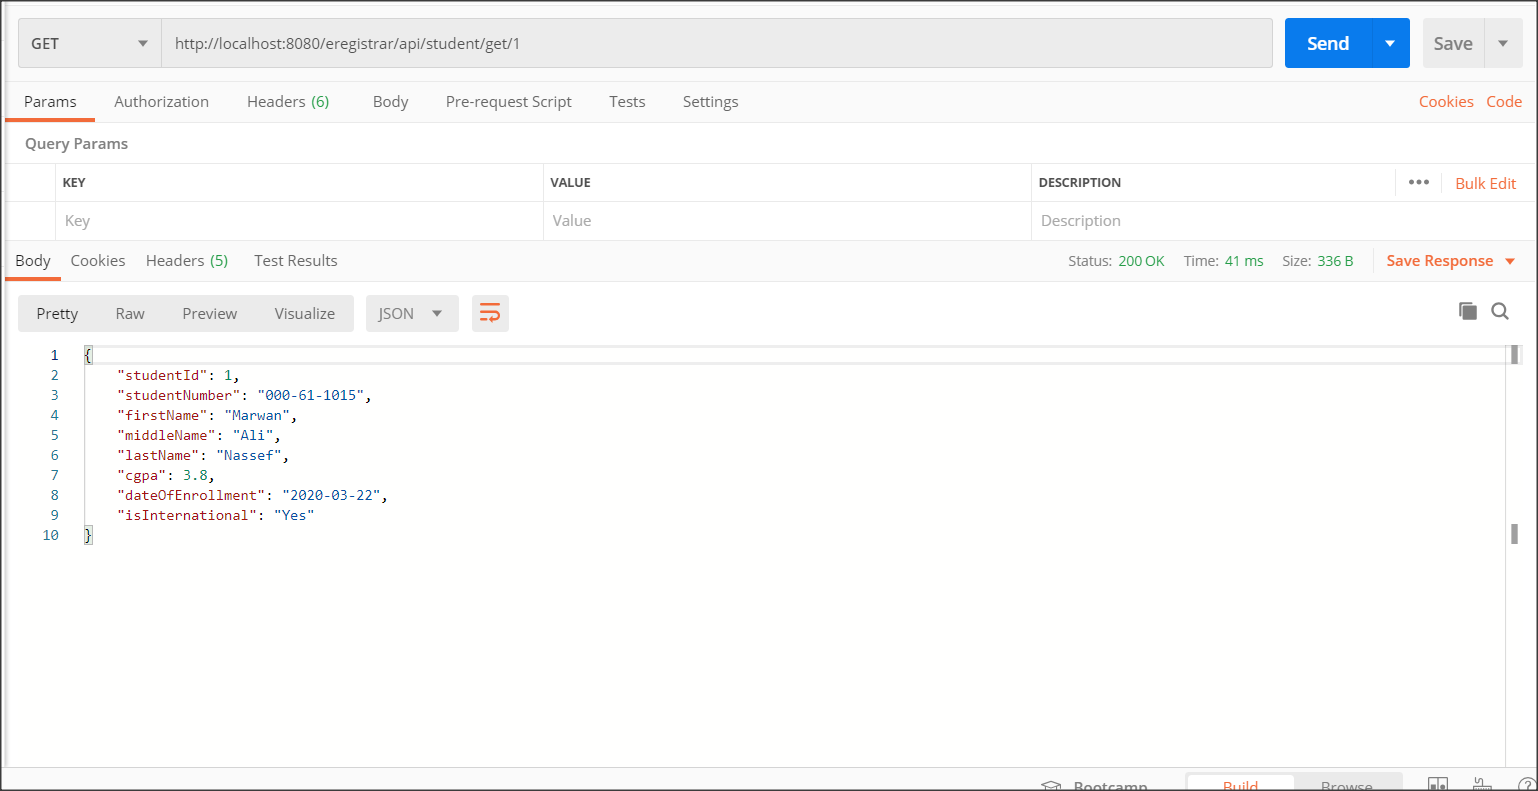 GET http://localhost:8080/eregistrar/api/student/get/1 Send Save
Params Authorization Headers (6) Body Pre-request Script Tests Settings Cookies Code
Query Params
KEY VALUE DESCRIPTION ••• Bulk Edit
Key Value Description
Body Cookies Headers (5) Test Results Status: 200 OK Time: 41 ms Size: 336 B Save Response
Pretty Raw Preview Visualize JSON
1 {
2 "studentId": 1,
3 "studentNumber": "000-61-1015",
4 "firstName": "Marwan",
5 "middleName": "Ali",
6 "lastName": "Nassef",
7 "cgpa": 3.8,
8 "dateOfEnrollment": "2020-03-22",
9 "isInternational": "Yes"
10 }
Bootcamp Build Browse